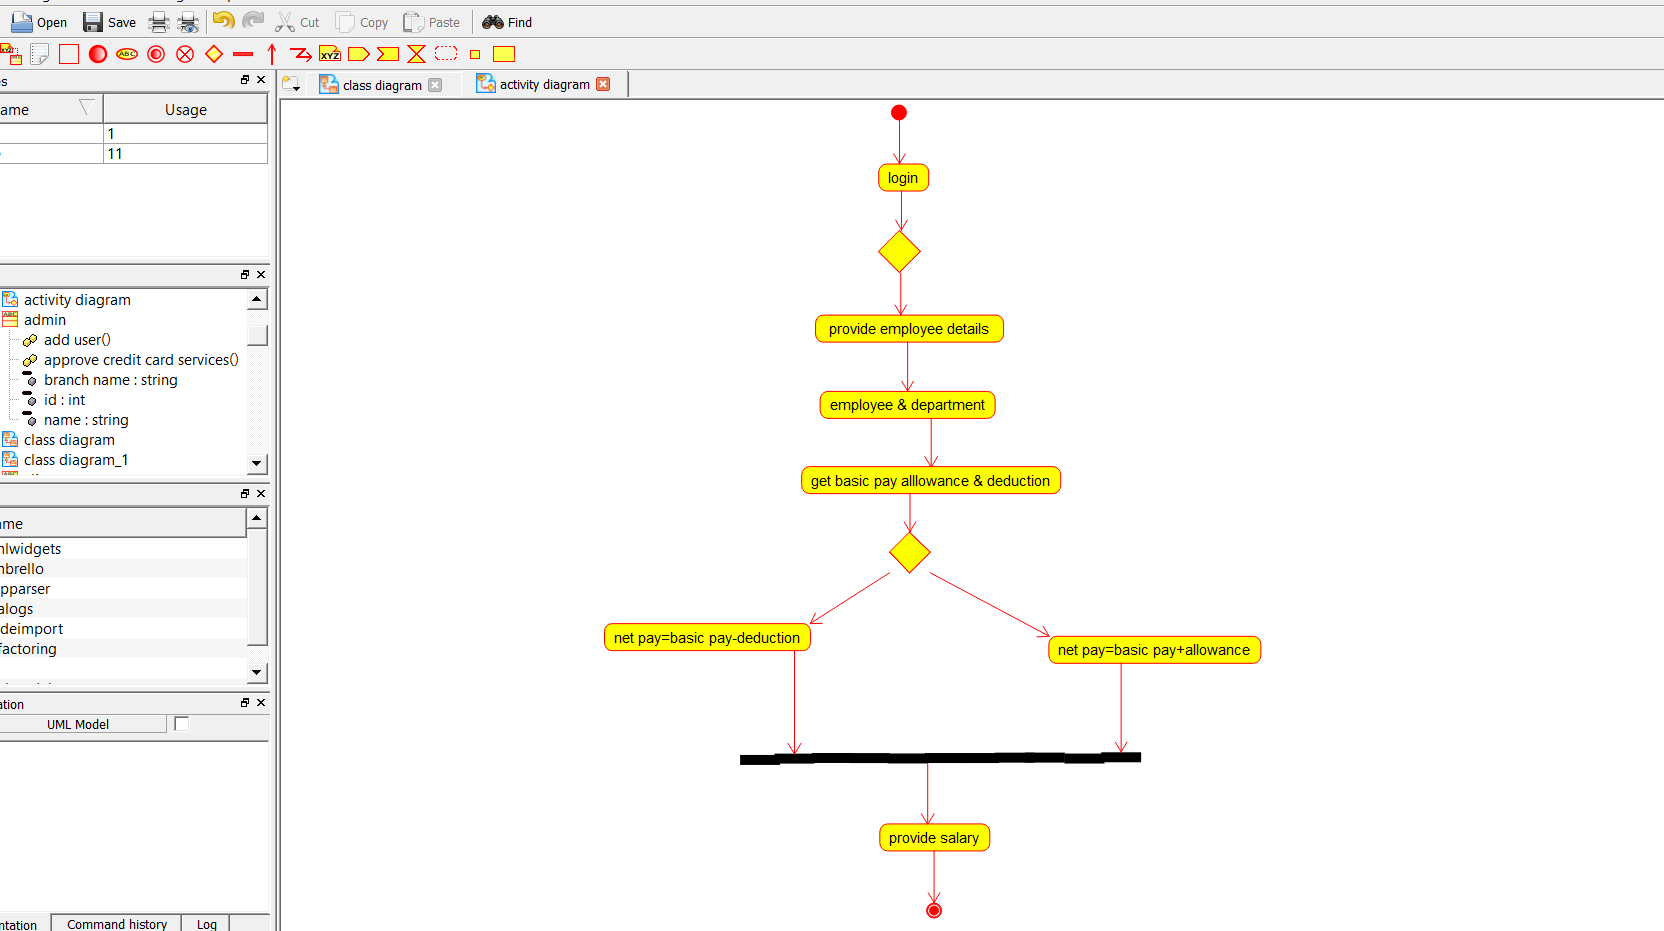 Open Save Cut Copy Paste Find
ABC XYZ
class diagram activity diagram
ame Usage
1
11
activity diagram
admin
add user()
approve credit card services()
branch name : string
id : int
name : string
class diagram
class diagram_1
ame
nlwidgets
nbrello
pparser
alogs
deimport
factoring
ation
UML Model
ntation Command history Log
login
provide employee details
employee & department
get basic pay alllowance & deduction
net pay=basic pay-deduction
net pay=basic pay+allowance
provide salary